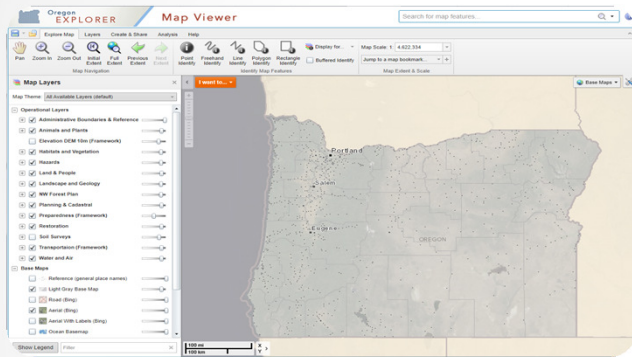 Oregon
EXPLORER
Map Viewer
Search for map features...
Explore Map Layers Create & Share Analysis Help
Pan
Zoom In
Zoom Out
Initial Extent
Full Extent
Previous Extent
Next Extent
Map Navigation
Point Identify
Freehand Identify
Line Identify
Polygon Identify
Rectangle Identify
Display for...
Buffered Identify
Identify Map Features
Map Scale: 1: 4,622,334
Jump to a map bookmark...
Map Extent & Scale
Map Layers
Map Theme: All Available Layers (default)
Operational Layers
Administrative Boundaries & Reference
Animals and Plants
Elevation DEM 10m (Framework)
Habitats and Vegetation
Hazards
Land & People
Landscape and Geology
NW Forest Plan
Planning & Cadastral
Preparedness (Framework)
Restoration
Soil Surveys
Transportation (Framework)
Water and Air
Base Maps
Reference (general place names)
Light Gray Base Map
Road (Bing)
Aerial (Bing)
Aerial With Labels (Bing)
Ocean Basemap
Show Legend
Filter
I want to...
Base Maps
Portland
Salem
Eugene
OREGON
100 mi
100 km
X
Y